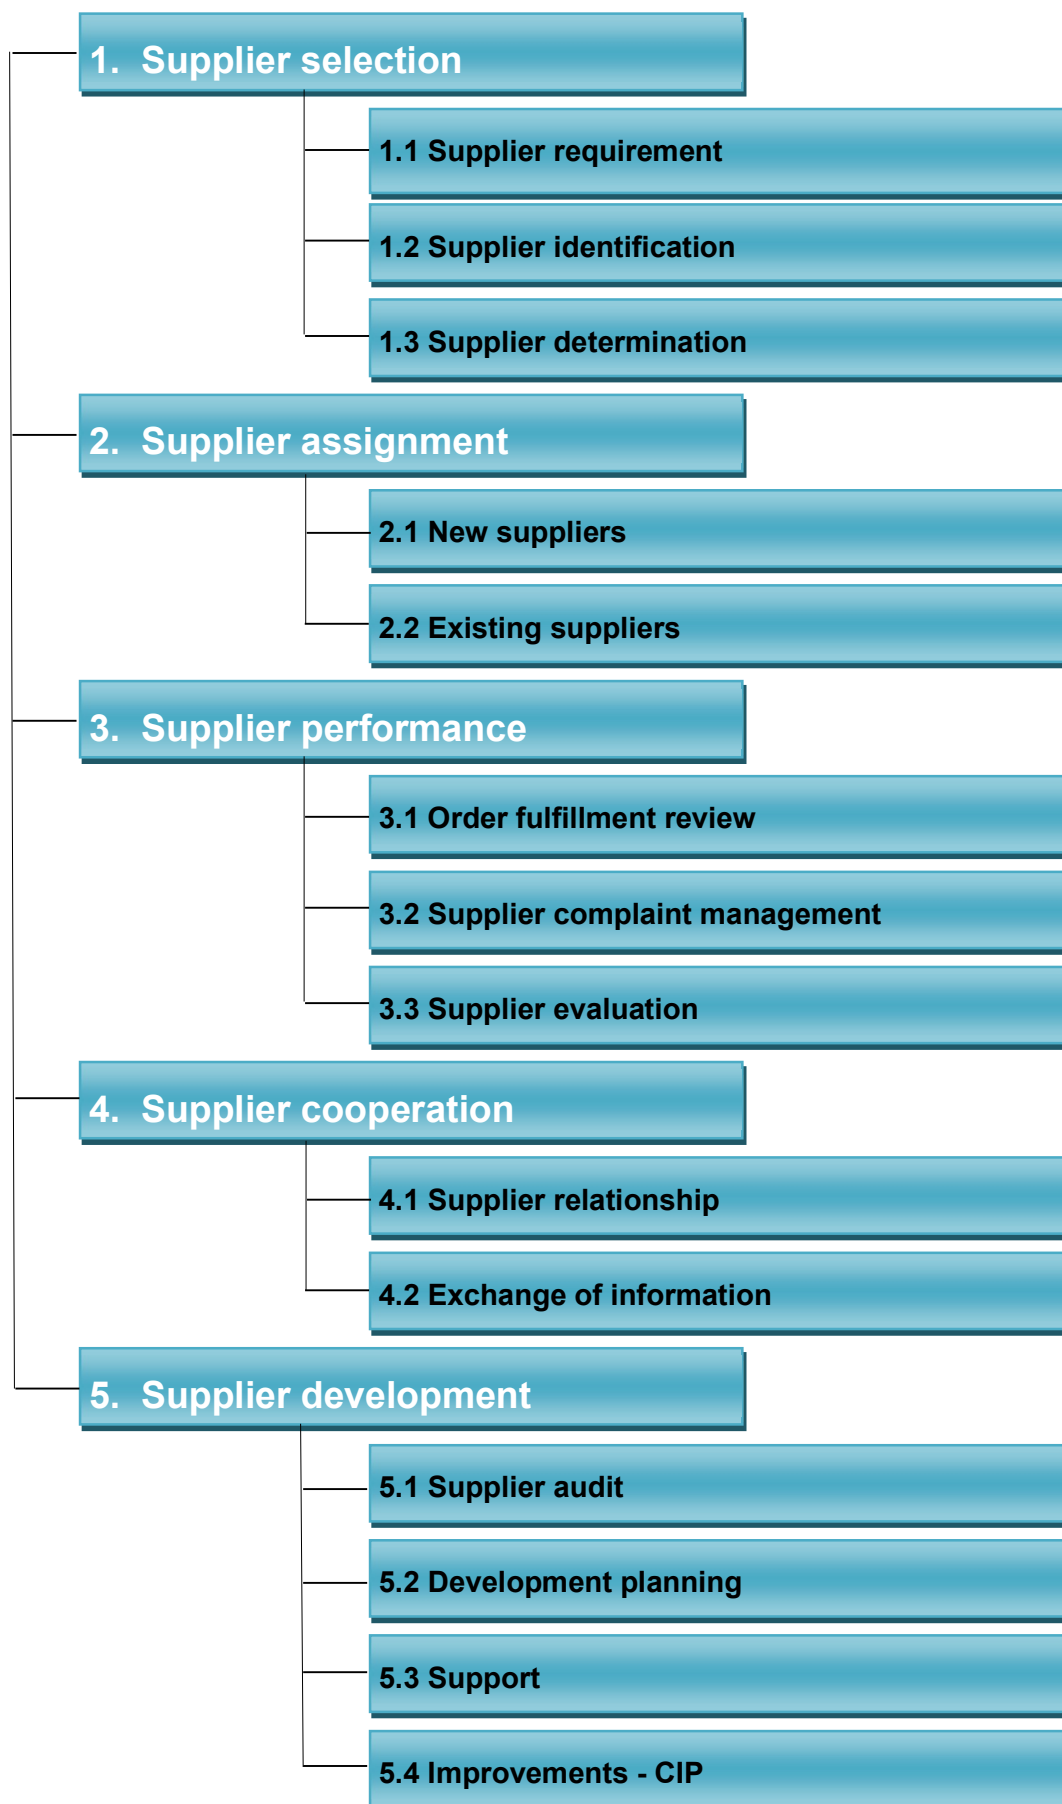 1. Supplier selection
1.1 Supplier requirement
1.2 Supplier identification
1.3 Supplier determination
2. Supplier assignment
2.1 New suppliers
2.2 Existing suppliers
3. Supplier performance
3.1 Order fulfillment review
3.2 Supplier complaint management
3.3 Supplier evaluation
4. Supplier cooperation
4.1 Supplier relationship
4.2 Exchange of information
5. Supplier development
5.1 Supplier audit
5.2 Development planning
5.3 Support
5.4 Improvements - CIP